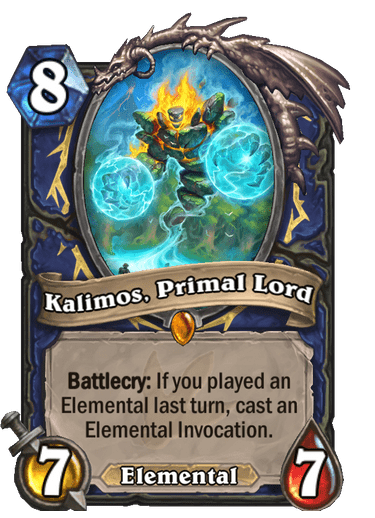 8
Kalimos, Primal Lord
Battlecry: If you played an
Elemental last turn, cast an
Elemental Invocation.
7
Elemental
7